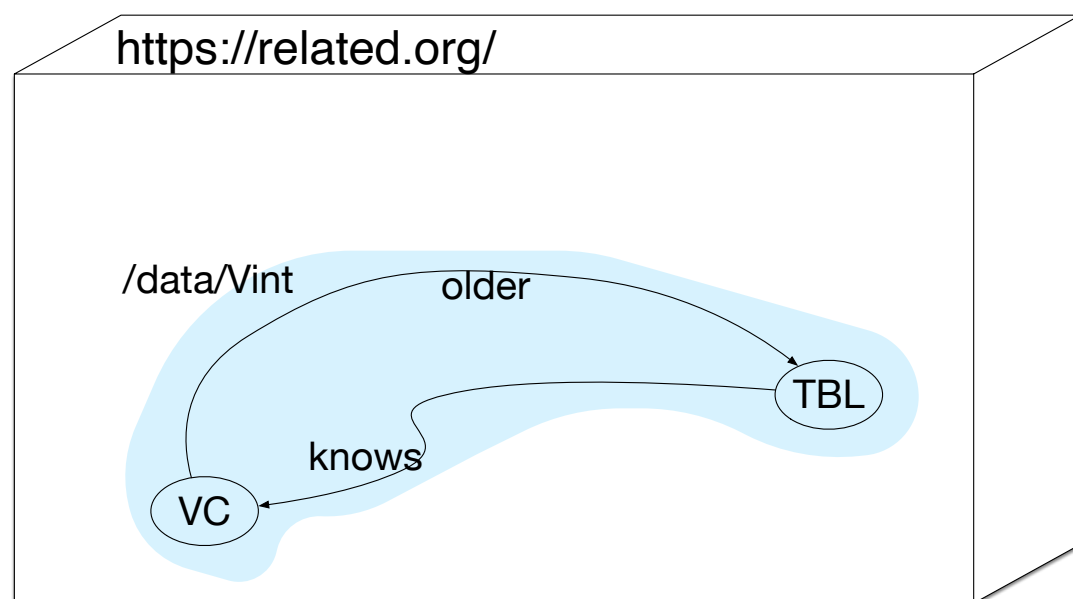 https://related.org/
/data/Vint
older
TBL
knows
VC